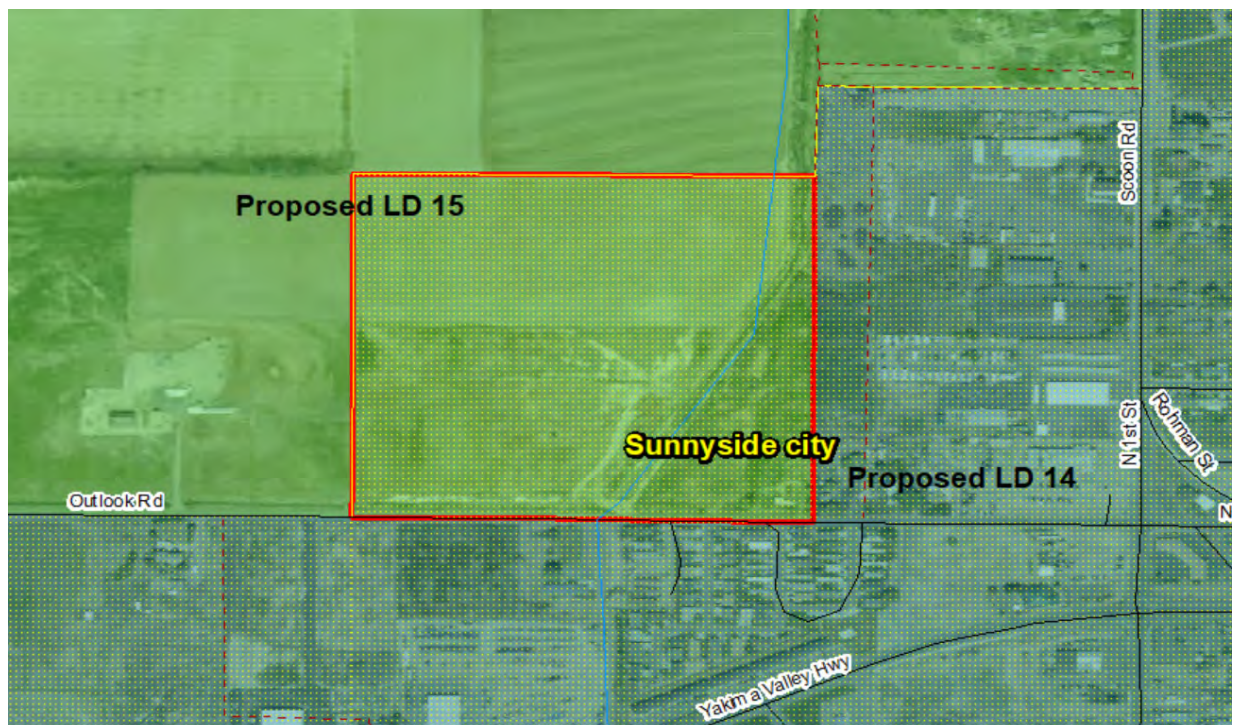 Scoon Rd
Proposed LD 15
N 1st St
Rohman St
Sunnyside city
Proposed LD 14
Outlook Rd
N
Yakima Valley Hwy